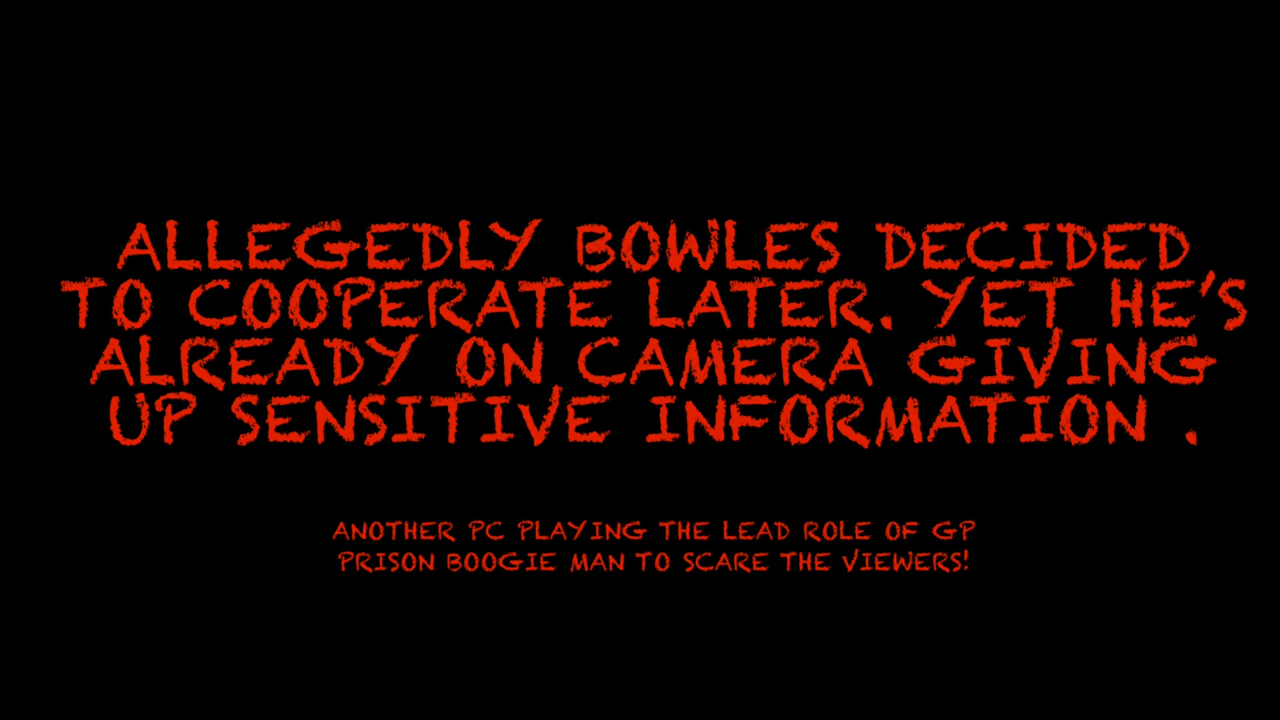 ALLEGEDLY BOWLES DECIDED
TO COOPERATE LATER. YET HE'S
ALREADY ON CAMERA GIVING
UP SENSITIVE INFORMATION .
ANOTHER PC PLAYING THE LEAD ROLE OF GP
PRISON BOOGIE MAN TO SCARE THE VIEWERS!